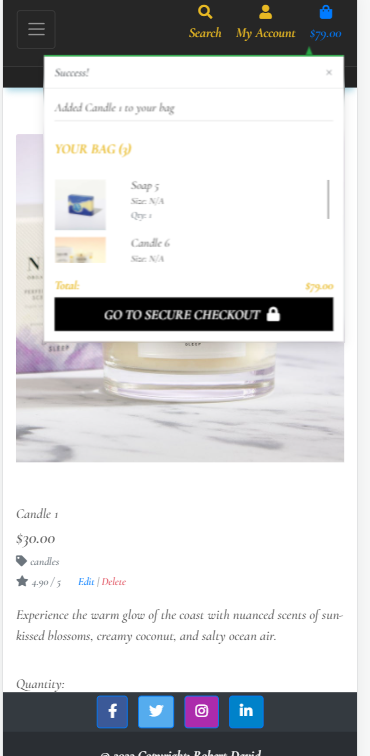 Search My Account $79.00
Success! ×
Added Candle 1 to your bag
YOUR BAG (3)
Soap 5
Size: N/A
Qty: 1
Candle 6
Size: N/A
Total: $79.00
GO TO SECURE CHECKOUT
N
SLEEP
SLEEP
Candle 1
$30.00
candles
4.90 / 5 Edit | Delete
Experience the warm glow of the coast with nuanced scents of sun-
kissed blossoms, creamy coconut, and salty ocean air.
Quantity:
© 2022 Copyright: Robert David